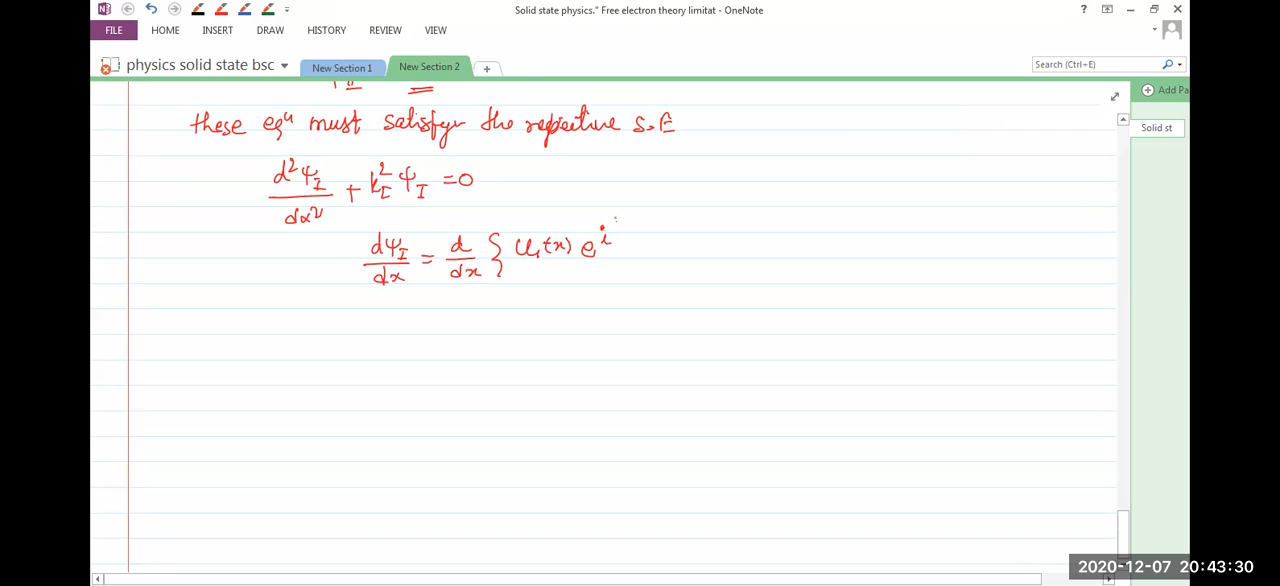 Solid state physics." Free electron theory limitat - OneNote
FILE HOME INSERT DRAW HISTORY REVIEW VIEW
physics solid state bsc New Section 1 New Section 2 +
Search (Ctrl+E)
Add Pa
Solid st
these eqⁿ must satisfy the respective S.E
d²ψ_I/dx² + k_I² ψ_I = 0
dψ_I/dx = d/dx { u₁(x) e^i
2020-12-07 20:43:30